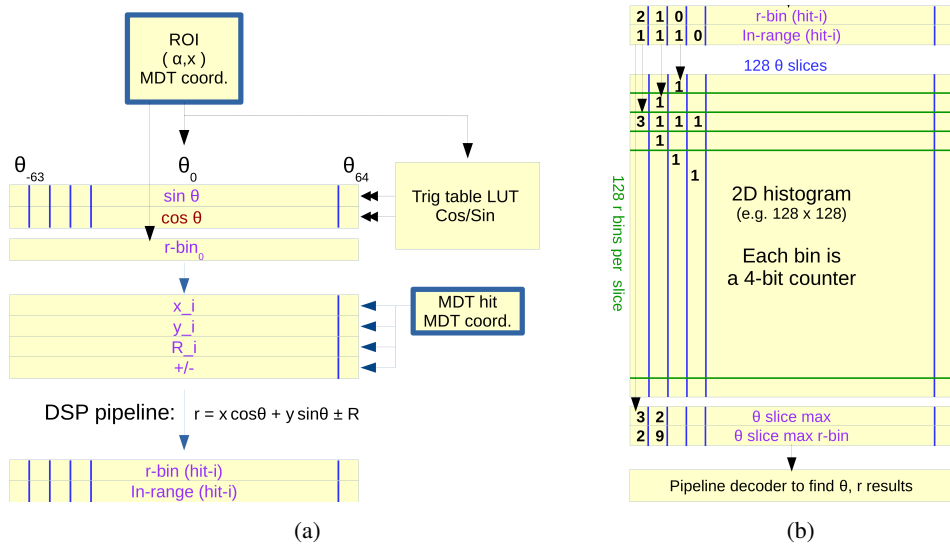 ROI
( α,x )
MDT coord.
θ-63
θ0
θ64
sin θ
cos θ
Trig table LUT
Cos/Sin
r-bin0
x_i
y_i
R_i
+/-
MDT hit
MDT coord.
DSP pipeline: r = x cosθ + y sinθ ± R
r-bin (hit-i)
In-range (hit-i)
(a)
2 1 0 r-bin (hit-i)
1 1 1 0 In-range (hit-i)
128 θ slices
1
1
3 1 1 1
1
1
1
128 r bins per slice
2D histogram
(e.g. 128 x 128)
Each bin is
a 4-bit counter
3 2 θ slice max
2 9 θ slice max r-bin
Pipeline decoder to find θ, r results
(b)